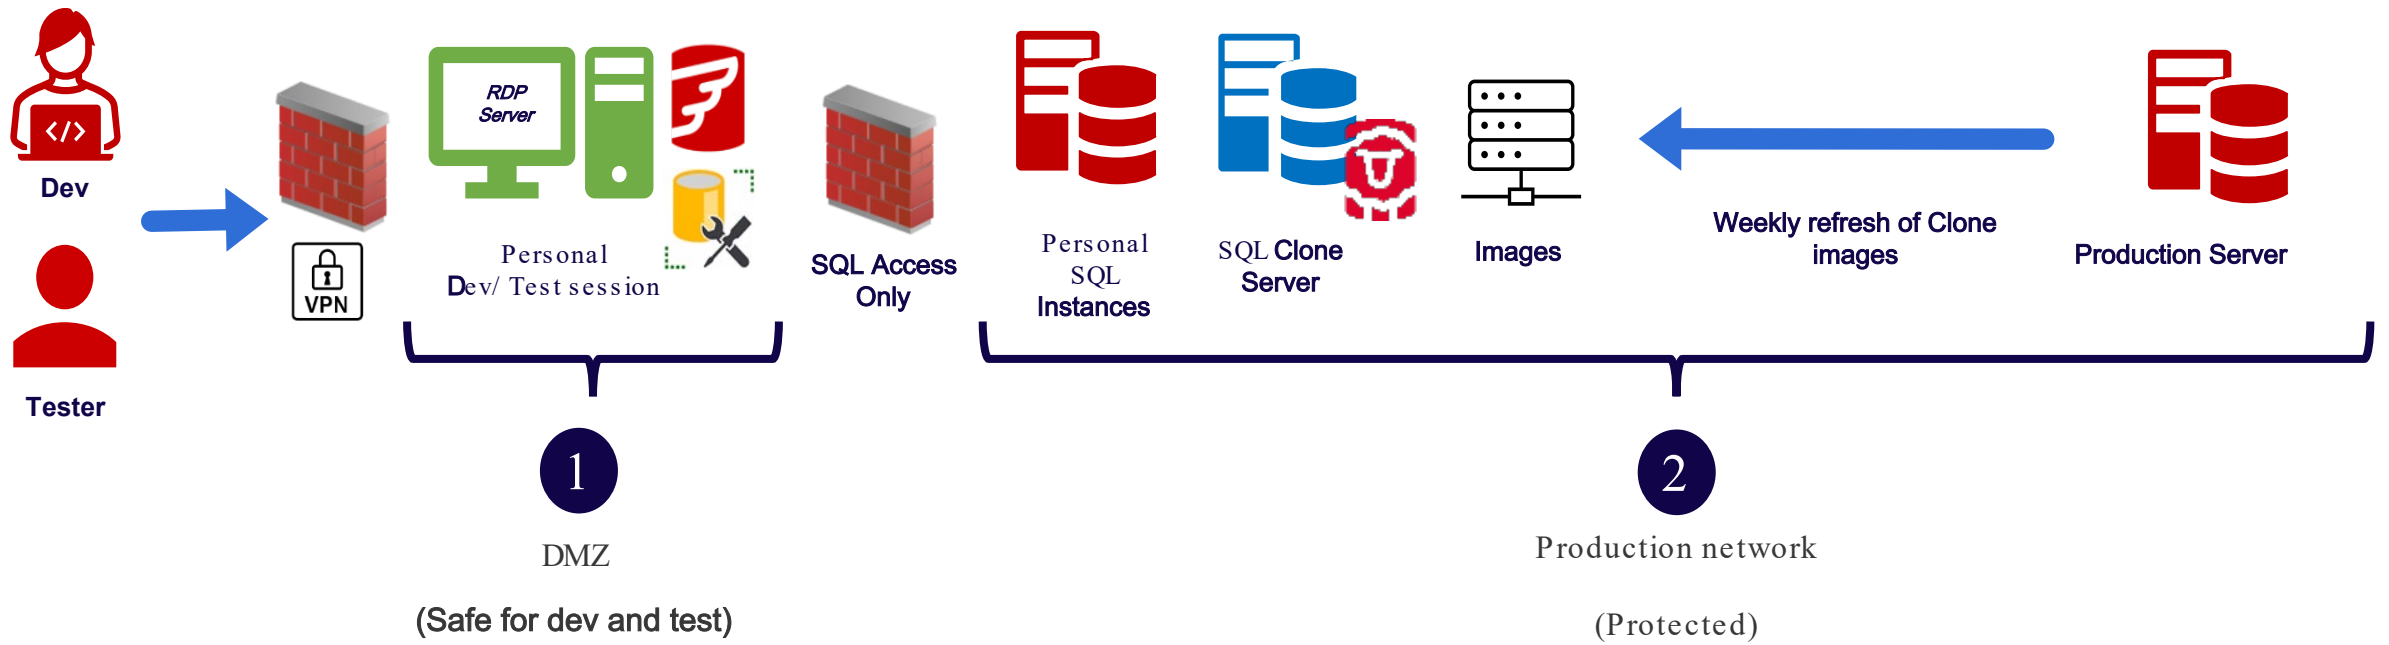 </>
Dev
Tester
VPN
RDP
Server
Personal
Dev/ Test session
SQL Access
Only
Personal
SQL
Instances
SQL Clone
Server
Images
Weekly refresh of Clone
images
Production Server
1
DMZ
(Safe for dev and test)
2
Production network
(Protected)